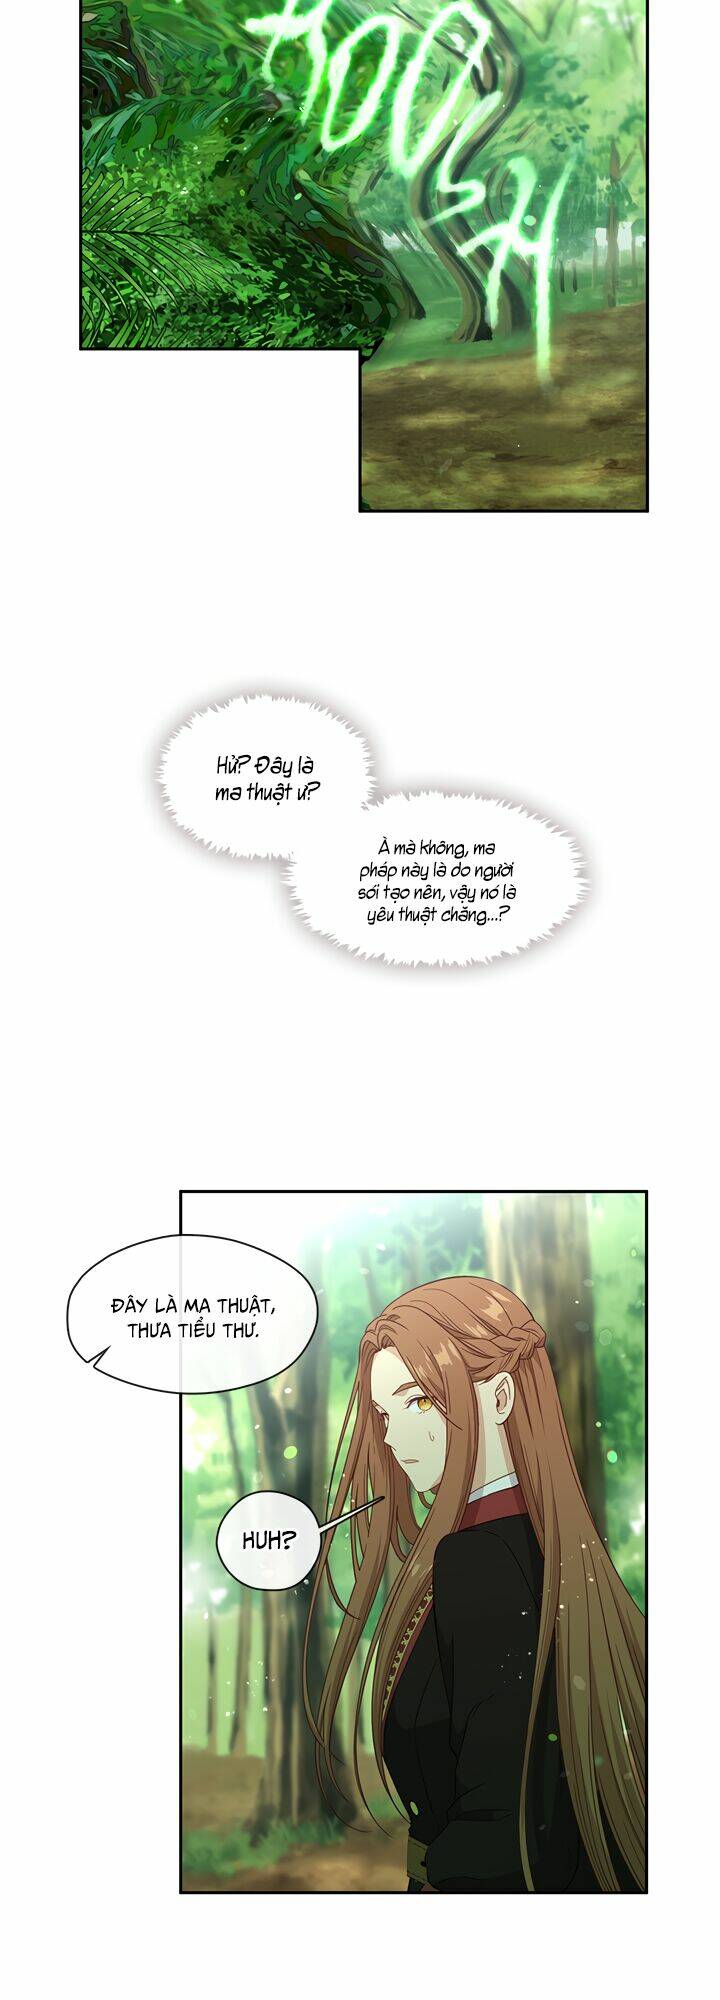 HOOOSH
Hử? Đây là
ma thuật ư?
À mà không, ma
pháp này là do người
sói tạo nên, vậy nó là
yêu thuật chăng...?
ĐÂY LÀ MA THUẬT,
THƯA TIỂU THƯ.
HUH?